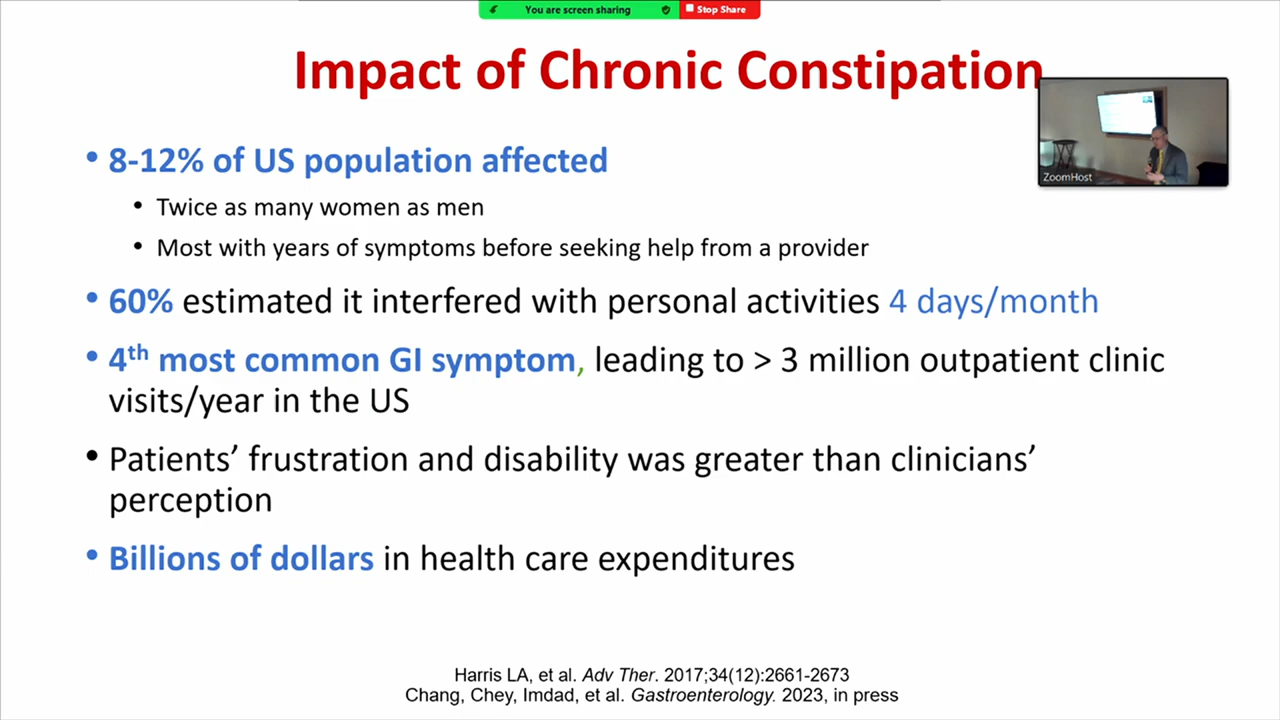 You are screen sharing
Stop Share
Impact of Chronic Constipation
ZoomHost
• 8-12% of US population affected
• Twice as many women as men
• Most with years of symptoms before seeking help from a provider
• 60% estimated it interfered with personal activities 4 days/month
• 4th most common GI symptom, leading to > 3 million outpatient clinic
visits/year in the US
• Patients’ frustration and disability was greater than clinicians’
perception
• Billions of dollars in health care expenditures
Harris LA, et al. Adv Ther. 2017;34(12):2661-2673
Chang, Chey, Imdad, et al. Gastroenterology. 2023, in press